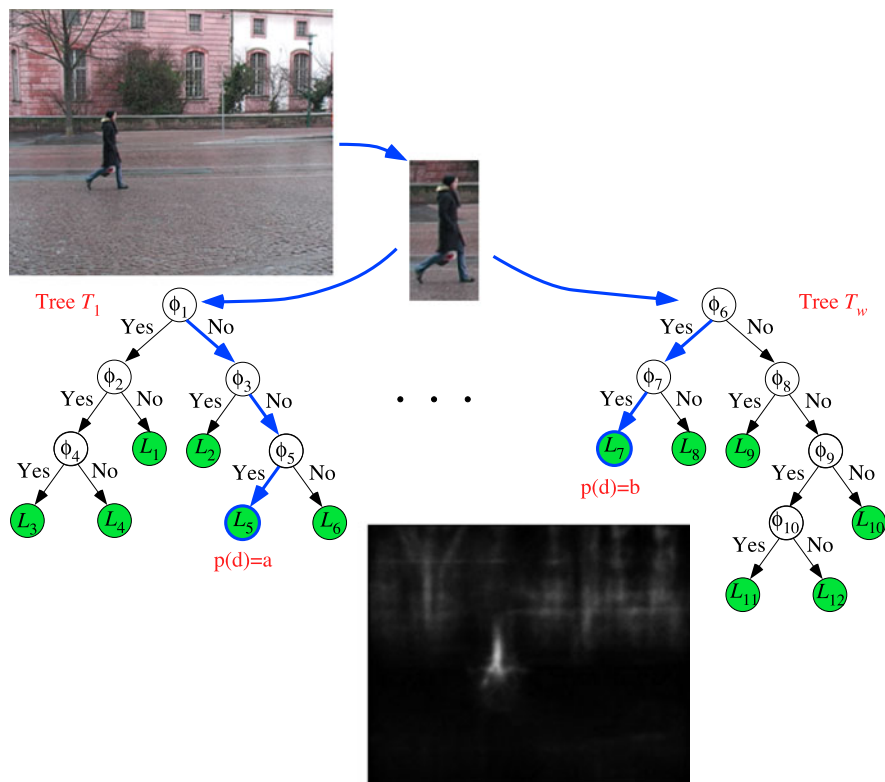 Tree T₁ ϕ₁ ϕ₆ Tree T_w
Yes No Yes No
ϕ₂ ϕ₃ . . . ϕ₇ ϕ₈
Yes No Yes No Yes No Yes No
ϕ₄ L₁ L₂ ϕ₅ L₇ L₈ L₉ ϕ₉
Yes No Yes No p(d)=b Yes No
L₃ L₄ L₅ L₆ ϕ₁₀ L₁₀
p(d)=a Yes No
L₁₁ L₁₂